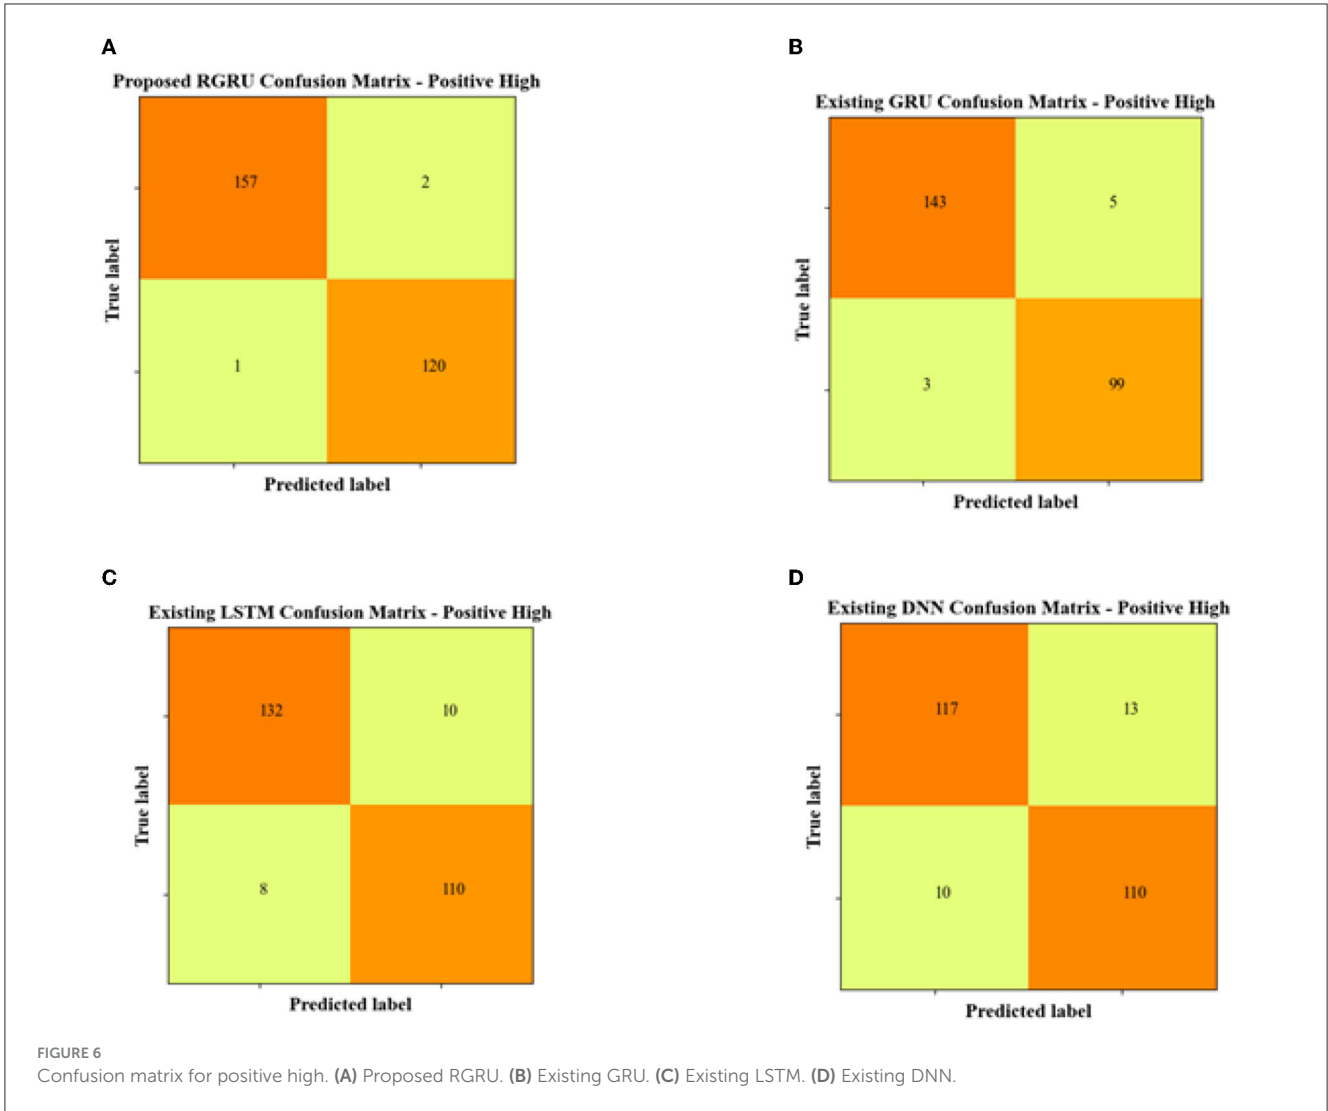 A
Proposed RGRU Confusion Matrix - Positive High
157
2
1
120
True label
Predicted label
B
Existing GRU Confusion Matrix - Positive High
143
5
3
99
True label
Predicted label
C
Existing LSTM Confusion Matrix - Positive High
132
10
8
110
True label
Predicted label
D
Existing DNN Confusion Matrix - Positive High
117
13
10
110
True label
Predicted label
FIGURE 6
Confusion matrix for positive high. (A) Proposed RGRU. (B) Existing GRU. (C) Existing LSTM. (D) Existing DNN.